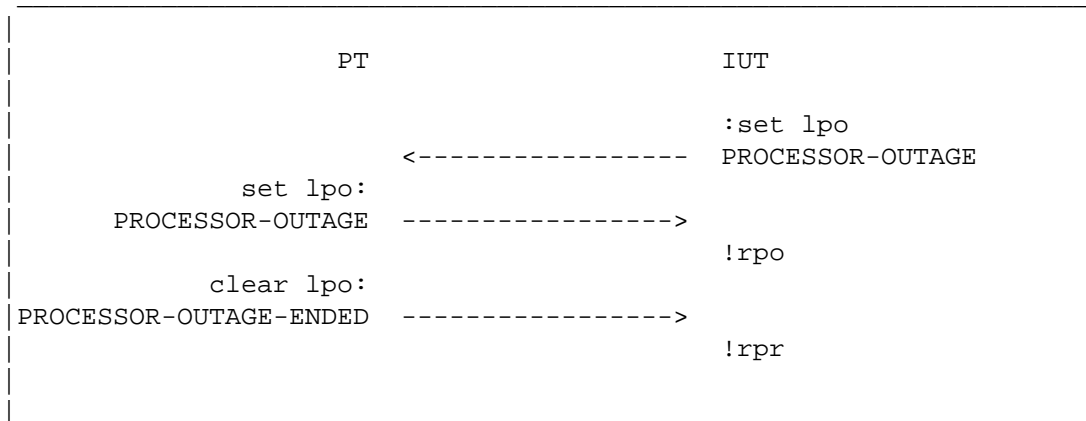 PT IUT
:set lpo
<----------------- PROCESSOR-OUTAGE
set lpo:
PROCESSOR-OUTAGE ----------------->
!rpo
clear lpo:
PROCESSOR-OUTAGE-ENDED ----------------->
!rpr